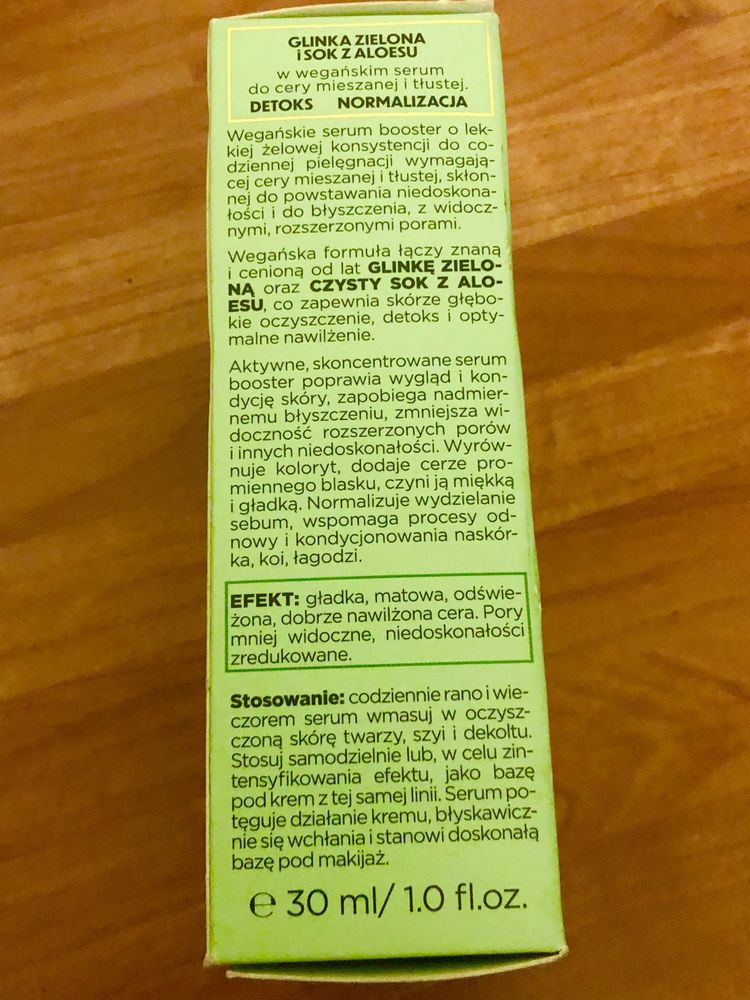 GLINKA ZIELONA
i SOK Z ALOESU
w wegańskim serum
do cery mieszanej i tłustej.
DETOKS NORMALIZACJA
Wegańskie serum booster o lek-
kiej żelowej konsystencji do co-
dziennej pielęgnacji wymagają-
cej cery mieszanej i tłustej, skłon-
nej do powstawania niedoskona-
łości i do błyszczenia, z widocz-
nymi, rozszerzonymi porami.
Wegańska formuła łączy znaną
i cenioną od lat GLINKĘ ZIELO-
NĄ oraz CZYSTY SOK Z ALO-
ESU, co zapewnia skórze głębo-
kie oczyszczenie, detoks i opty-
malne nawilżenie.
Aktywne, skoncentrowane serum
booster poprawia wygląd i kon-
dycję skóry, zapobiega nadmier-
nemu błyszczeniu, zmniejsza wi-
doczność rozszerzonych porów
i innych niedoskonałości. Wyrów-
nuje koloryt, dodaje cerze pro-
miennego blasku, czyni ją miękką
i gładką. Normalizuje wydzielanie
sebum, wspomaga procesy od-
nowy i kondycjonowania naskór-
ka, koi, łagodzi.
EFEKT: gładka, matowa, odświe-
żona, dobrze nawilżona cera. Pory
mniej widoczne, niedoskonałości
zredukowane.
Stosowanie: codziennie rano i wie-
czorem serum wmasuj w oczysz-
czoną skórę twarzy, szyi i dekoltu.
Stosuj samodzielnie lub, w celu zin-
tensyfikowania efektu, jako bazę
pod krem z tej samej linii. Serum po-
tęguje działanie kremu, błyskawicz-
nie się wchłania i stanowi doskonałą
bazę pod makijaż.
℮ 30 ml/ 1.0 fl.oz.